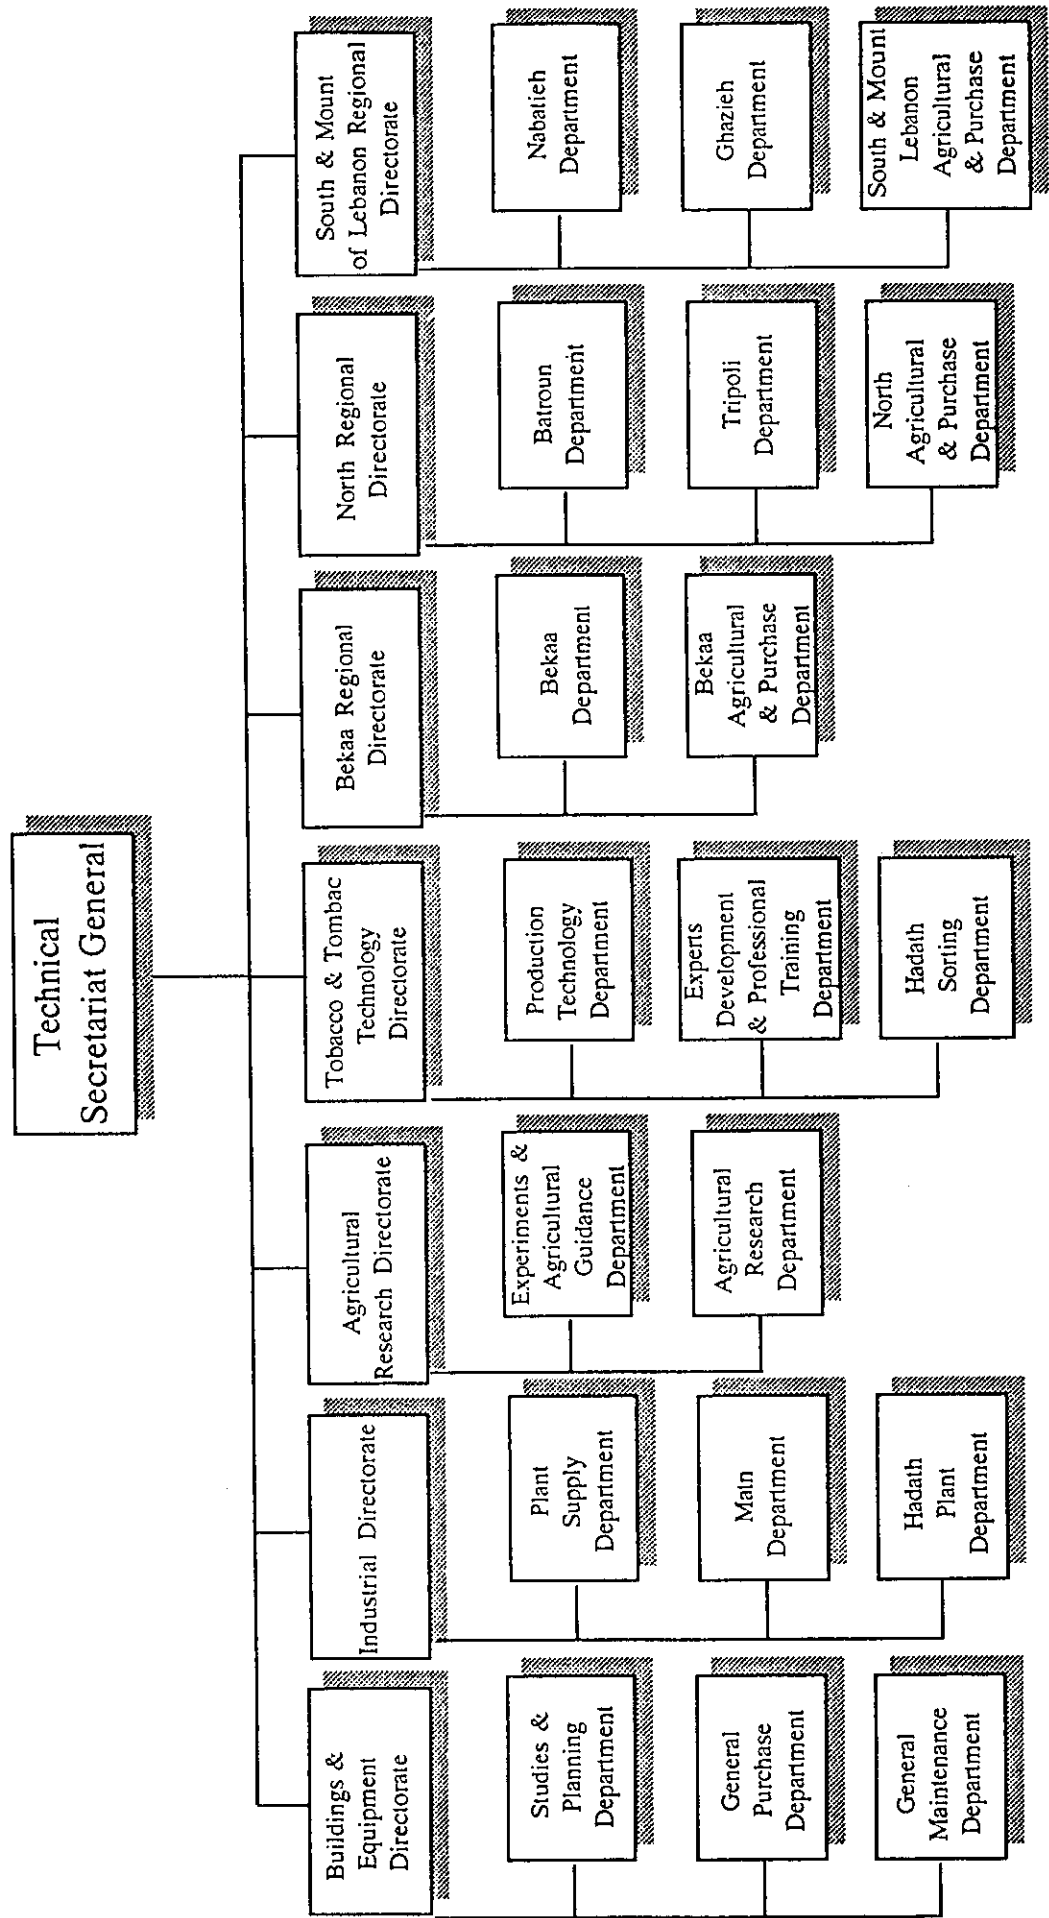 Technical
Secretariat General
Buildings &
Equipment
Directorate
Studies &
Planning
Department
General
Purchase
Department
General
Maintenance
Department
Industrial Directorate
Plant
Supply
Department
Main
Department
Hadath
Plant
Department
Agricultural
Research Directorate
Experiments &
Agricultural
Guidance
Department
Agricultural
Research
Department
Tobacco & Tombac
Technology
Directorate
Production
Technology
Department
Experts
Development
& Professional
Training
Department
Hadath
Sorting
Department
Bekaa Regional
Directorate
Bekaa
Department
Bekaa
Agricultural
& Purchase
Department
North Regional
Directorate
Batroun
Department
Tripoli
Department
North
Agricultural
& Purchase
Department
South & Mount
of Lebanon Regional
Directorate
Nabatieh
Department
Ghazieh
Department
South & Mount
Lebanon
Agricultural
& Purchase
Department